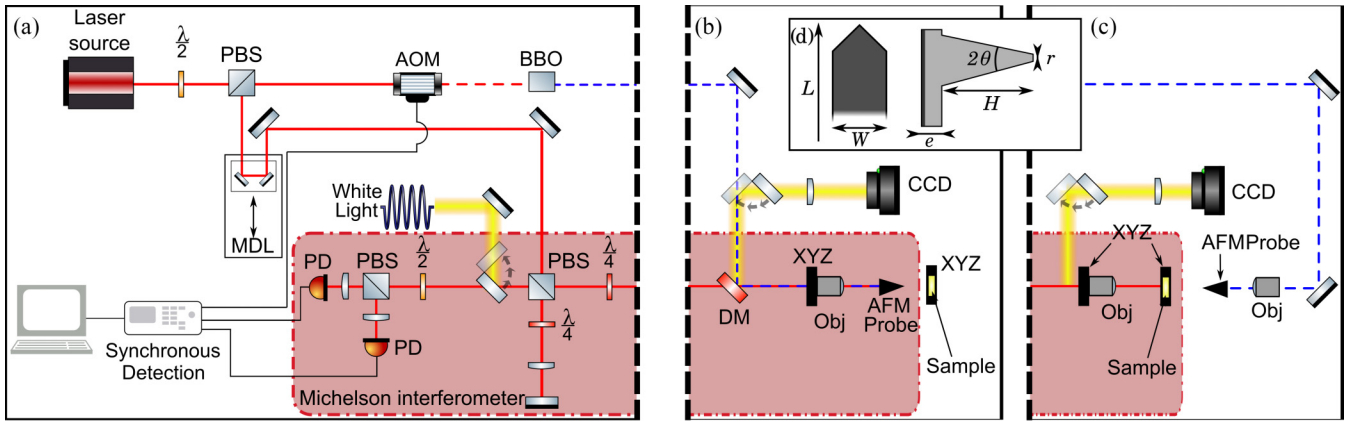 (a)
Laser
source
λ/2
PBS
AOM
BBO
MDL
White
Light
PD
PBS
λ/2
PBS
λ/4
λ/4
PD
Synchronous
Detection
Michelson interferometer
(b)
CCD
XYZ
XYZ
DM
Obj
AFM
Probe
Sample
(d)
L
W
2θ
r
H
e
(c)
CCD
XYZ
AFMProbe
Obj
Obj
Sample